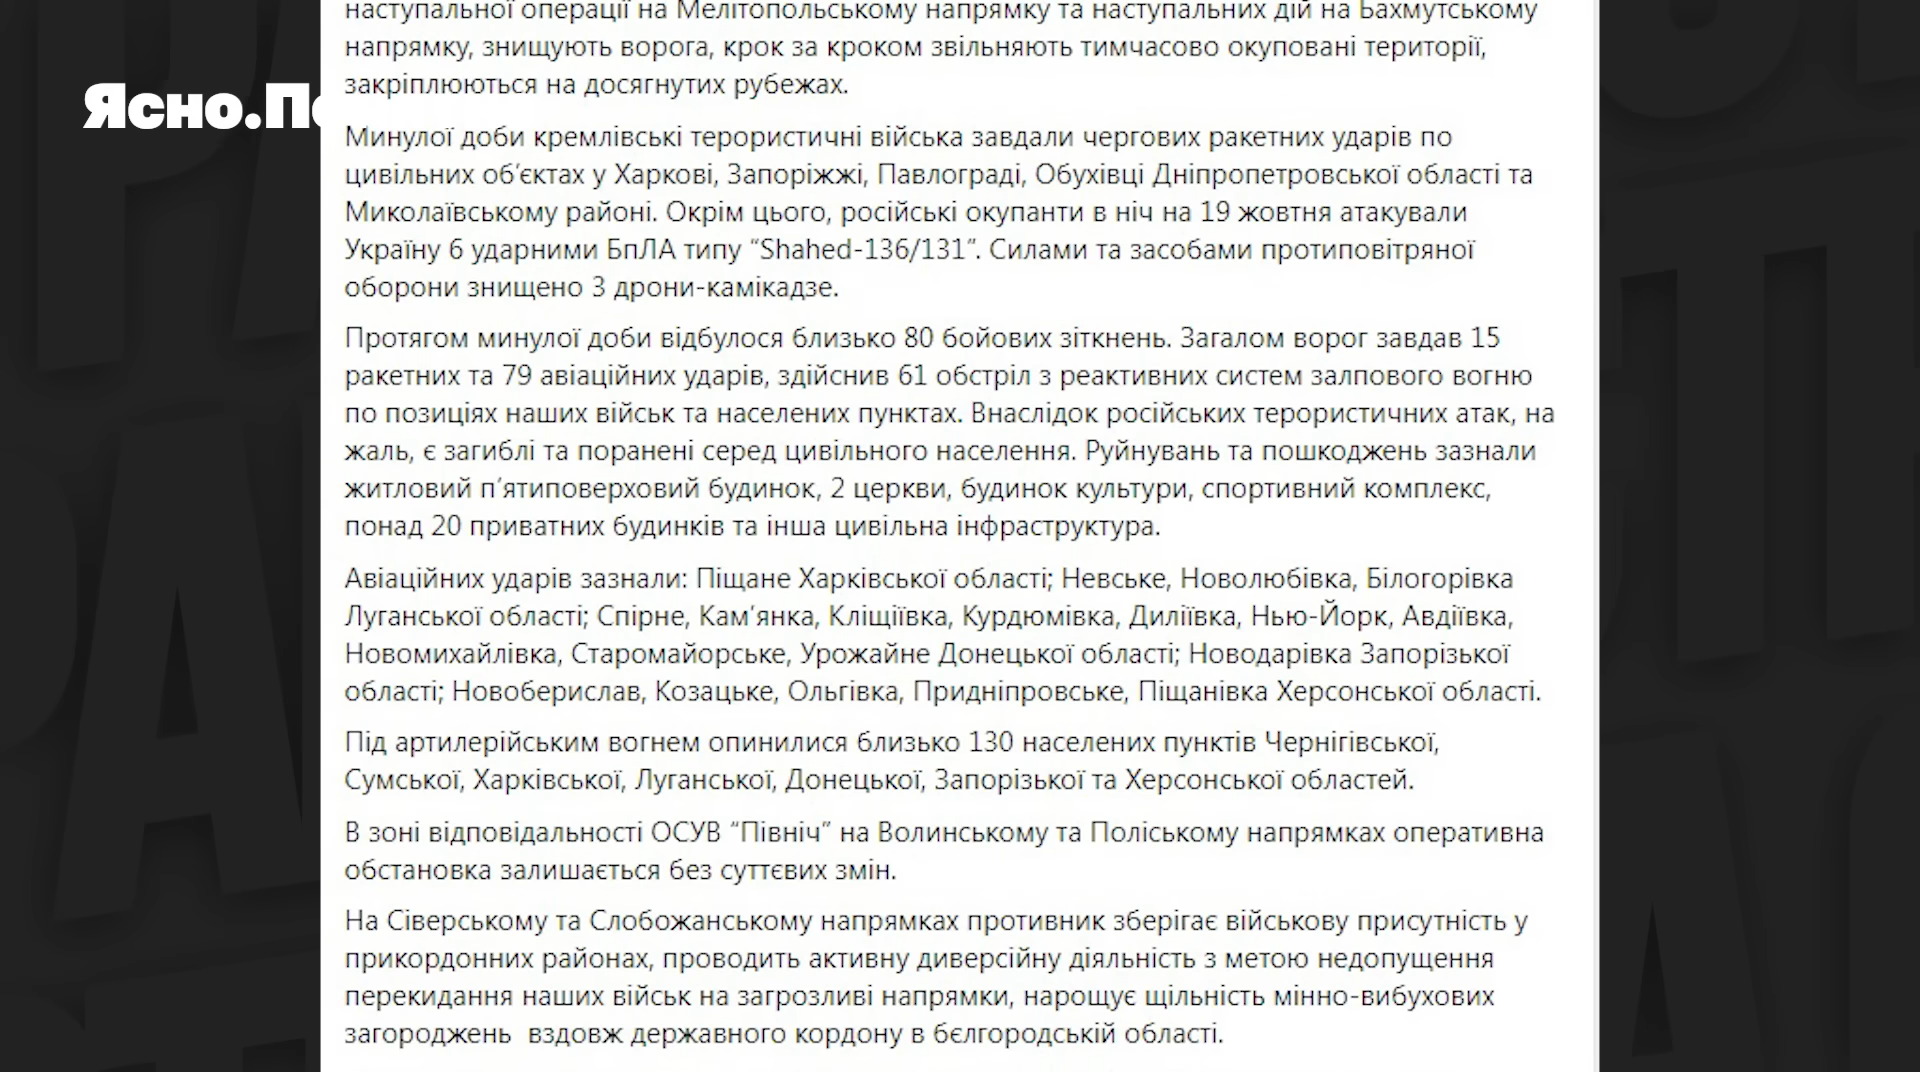 наступальної операції на Мелітопольському напрямку та наступальних дій на Бахмутському
напрямку, знищують ворога, крок за кроком звільняють тимчасово окуповані території,
закріплюються на досягнутих рубежах.
Ясно.По
Минулої доби кремлівські терористичні війська завдали чергових ракетних ударів по
цивільних об’єктах у Харкові, Запоріжжі, Павлограді, Обухівці Дніпропетровської області та
Миколаївському районі. Окрім цього, російські окупанти в ніч на 19 жовтня атакували
Україну 6 ударними БпЛА типу “Shahed-136/131”. Силами та засобами протиповітряної
оборони знищено 3 дрони-камікадзе.
Протягом минулої доби відбулося близько 80 бойових зіткнень. Загалом ворог завдав 15
ракетних та 79 авіаційних ударів, здійснив 61 обстріл з реактивних систем залпового вогню
по позиціях наших військ та населених пунктах. Внаслідок російських терористичних атак, на
жаль, є загиблі та поранені серед цивільного населення. Руйнувань та пошкоджень зазнали
житловий п’ятиповерховий будинок, 2 церкви, будинок культури, спортивний комплекс,
понад 20 приватних будинків та інша цивільна інфраструктура.
Авіаційних ударів зазнали: Піщане Харківської області; Невське, Новолюбівка, Білогорівка
Луганської області; Спірне, Кам’янка, Кліщіївка, Курдюмівка, Диліївка, Нью-Йорк, Авдіївка,
Новомихайлівка, Старомайорське, Урожайне Донецької області; Новодарівка Запорізької
області; Новоберислав, Козацьке, Ольгівка, Придніпровське, Піщанівка Херсонської області.
Під артилерійським вогнем опинилися близько 130 населених пунктів Чернігівської,
Сумської, Харківської, Луганської, Донецької, Запорізької та Херсонської областей.
В зоні відповідальності ОСУВ “Північ” на Волинському та Поліському напрямках оперативна
обстановка залишається без суттєвих змін.
На Сіверському та Слобожанському напрямках противник зберігає військову присутність у
прикордонних районах, проводить активну диверсійну діяльність з метою недопущення
перекидання наших військ на загрозливі напрямки, нарощує щільність мінно-вибухових
загороджень  вздовж державного кордону в бєлгородській області.